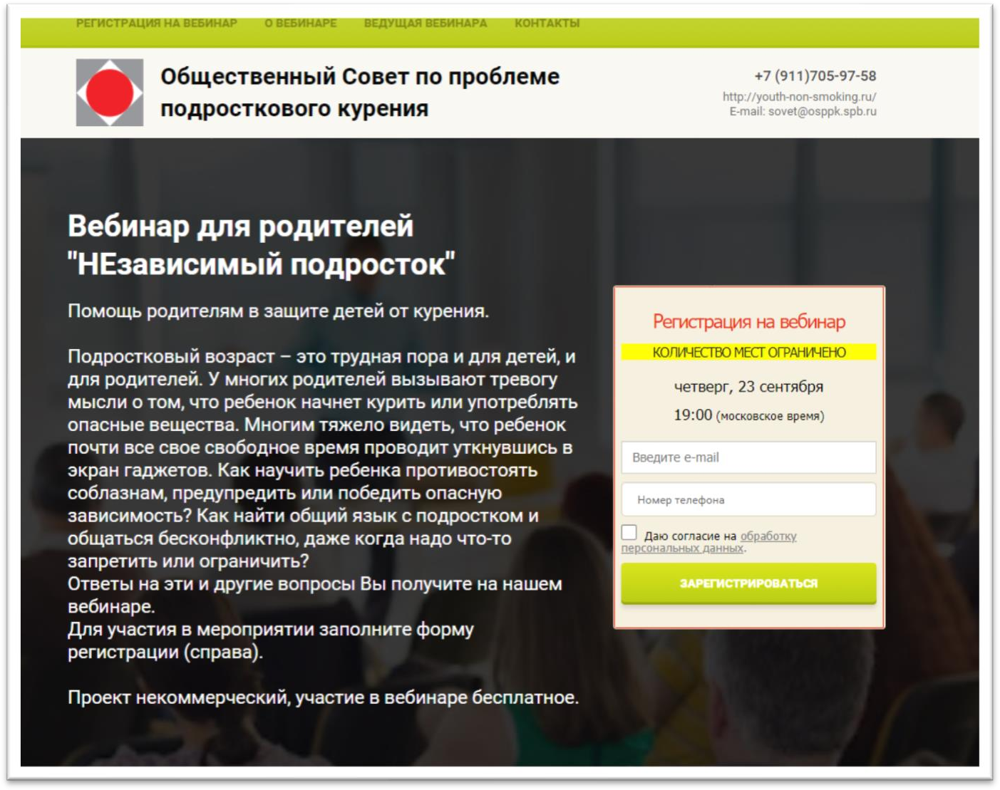 РЕГИСТРАЦИЯ НА ВЕБИНАР О ВЕБИНАРЕ ВЕДУЩАЯ ВЕБИНАРА КОНТАКТЫ
Общественный Совет по проблеме
подросткового курения
+7 (911)705-97-58
http://youth-non-smoking.ru/
E-mail: sovet@osppk.spb.ru
Вебинар для родителей
"НЕзависимый подросток"
Помощь родителям в защите детей от курения.
Подростковый возраст – это трудная пора и для детей, и
для родителей. У многих родителей вызывают тревогу
мысли о том, что ребенок начнет курить или употреблять
опасные вещества. Многим тяжело видеть, что ребенок
почти все свое свободное время проводит уткнувшись в
экран гаджетов. Как научить ребенка противостоять
соблазнам, предупредить или победить опасную
зависимость? Как найти общий язык с подростком и
общаться бесконфликтно, даже когда надо что-то
запретить или ограничить?
Ответы на эти и другие вопросы Вы получите на нашем
вебинаре.
Для участия в мероприятии заполните форму
регистрации (справа).
Проект некоммерческий, участие в вебинаре бесплатное.
Регистрация на вебинар
КОЛИЧЕСТВО МЕСТ ОГРАНИЧЕНО
четверг, 23 сентября
19:00 (московское время)
Введите e-mail
Номер телефона
Даю согласие на обработку
персональных данных.
ЗАРЕГИСТРИРОВАТЬСЯ